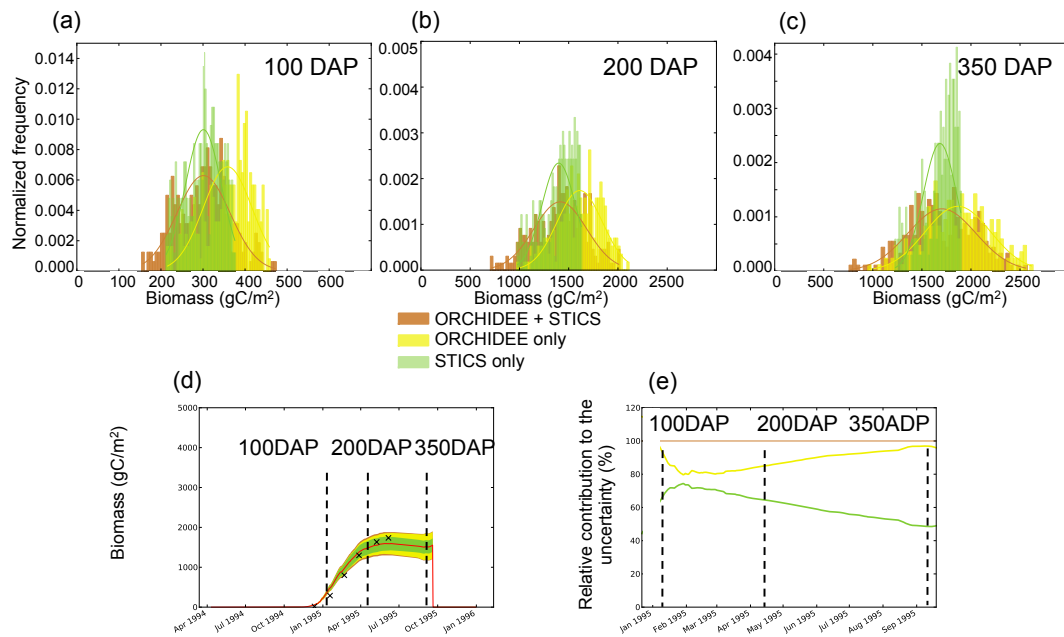 (a)
(b)
(c)
0.014
0.012
0.010
0.008
0.006
0.004
0.002
0.000
Normalized frequency
100 DAP
0 100 200 300 400 500 600
Biomass (gC/m²)
0.005
0.004
0.003
0.002
0.001
0.000
200 DAP
0 500 1000 1500 2000 2500
Biomass (gC/m²)
0.004
0.003
0.002
0.001
0.000
350 DAP
0 500 1000 1500 2000 2500
Biomass (gC/m²)
ORCHIDEE + STICS
ORCHIDEE only
STICS only
(d)
Biomass (gC/m²)
5000
4000
3000
2000
1000
0
100DAP 200DAP 350DAP
Apr 1994 Jul 1994 Oct 1994 Jan 1995 Apr 1995 Jul 1995 Oct 1995 Jan 1996
(e)
Relative contribution to the
uncertainty (%)
120
100
80
60
40
20
0
100DAP 200DAP 350ADP
Jan 1995 Feb 1995 Mar 1995 Apr 1995 May 1995 Jun 1995 Jul 1995 Aug 1995 Sep 1995